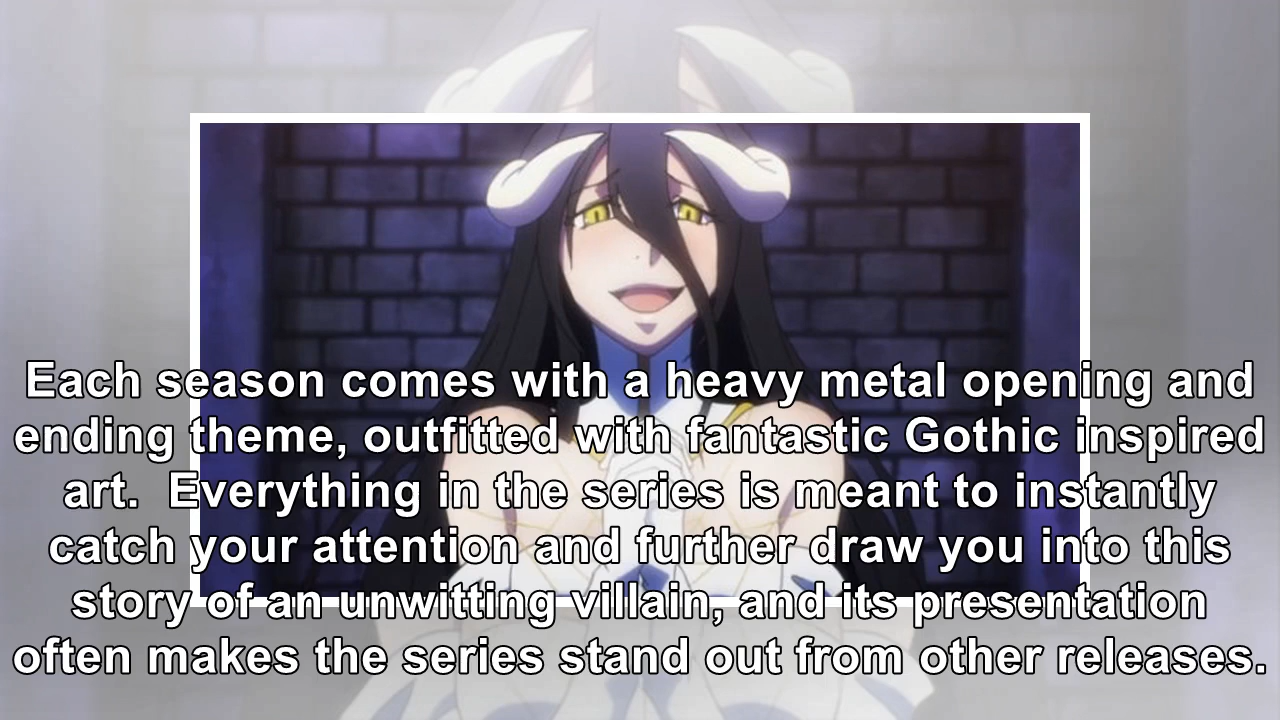 Each season comes with a heavy metal opening and
ending theme, outfitted with fantastic Gothic inspired
art.  Everything in the series is meant to instantly
catch your attention and further draw you into this
story of an unwitting villain, and its presentation
often makes the series stand out from other releases.